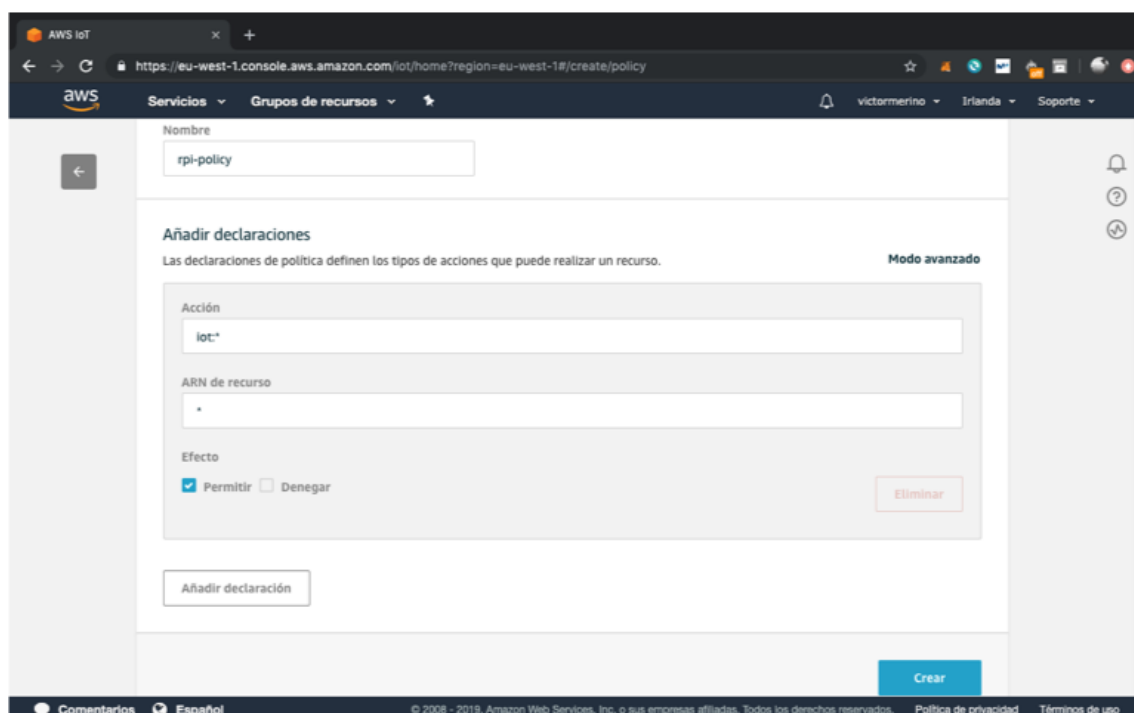 AWS IoT
https://eu-west-1.console.aws.amazon.com/iot/home?region=eu-west-1#/create/policy
aws Servicios Grupos de recursos victormerino Irlanda Soporte
Nombre
rpi-policy
Añadir declaraciones
Las declaraciones de política definen los tipos de acciones que puede realizar un recurso. Modo avanzado
Acción
iot:*
ARN de recurso
*
Efecto
Permitir Denegar
Eliminar
Añadir declaración
Crear
Comentarios Español © 2008 - 2019, Amazon Web Services, Inc. o sus empresas afiliadas. Todos los derechos reservados. Política de privacidad Términos de uso